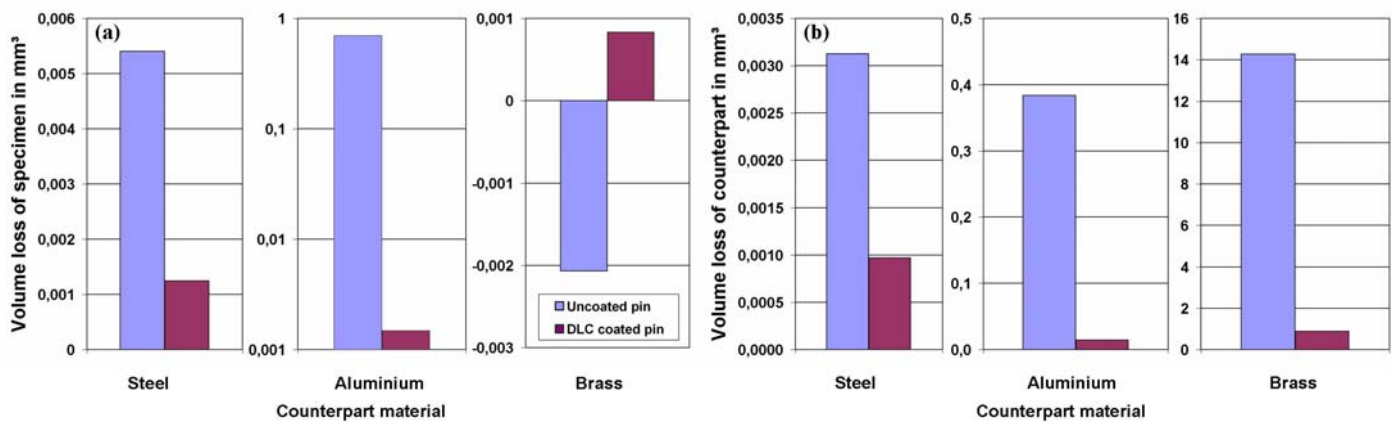 Volume loss of specimen in mm³
(a)
0,006
0,005
0,004
0,003
0,002
0,001
0
Steel
1
0,1
0,01
0,001
Aluminium
0,001
0
-0,001
-0,002
-0,003
Uncoated pin
DLC coated pin
Brass
Counterpart material
Volume loss of counterpart in mm³
(b)
0,0035
0,0030
0,0025
0,0020
0,0015
0,0010
0,0005
0,0000
Steel
0,5
0,4
0,3
0,2
0,1
0,0
Aluminium
16
14
12
10
8
6
4
2
0
Brass
Counterpart material